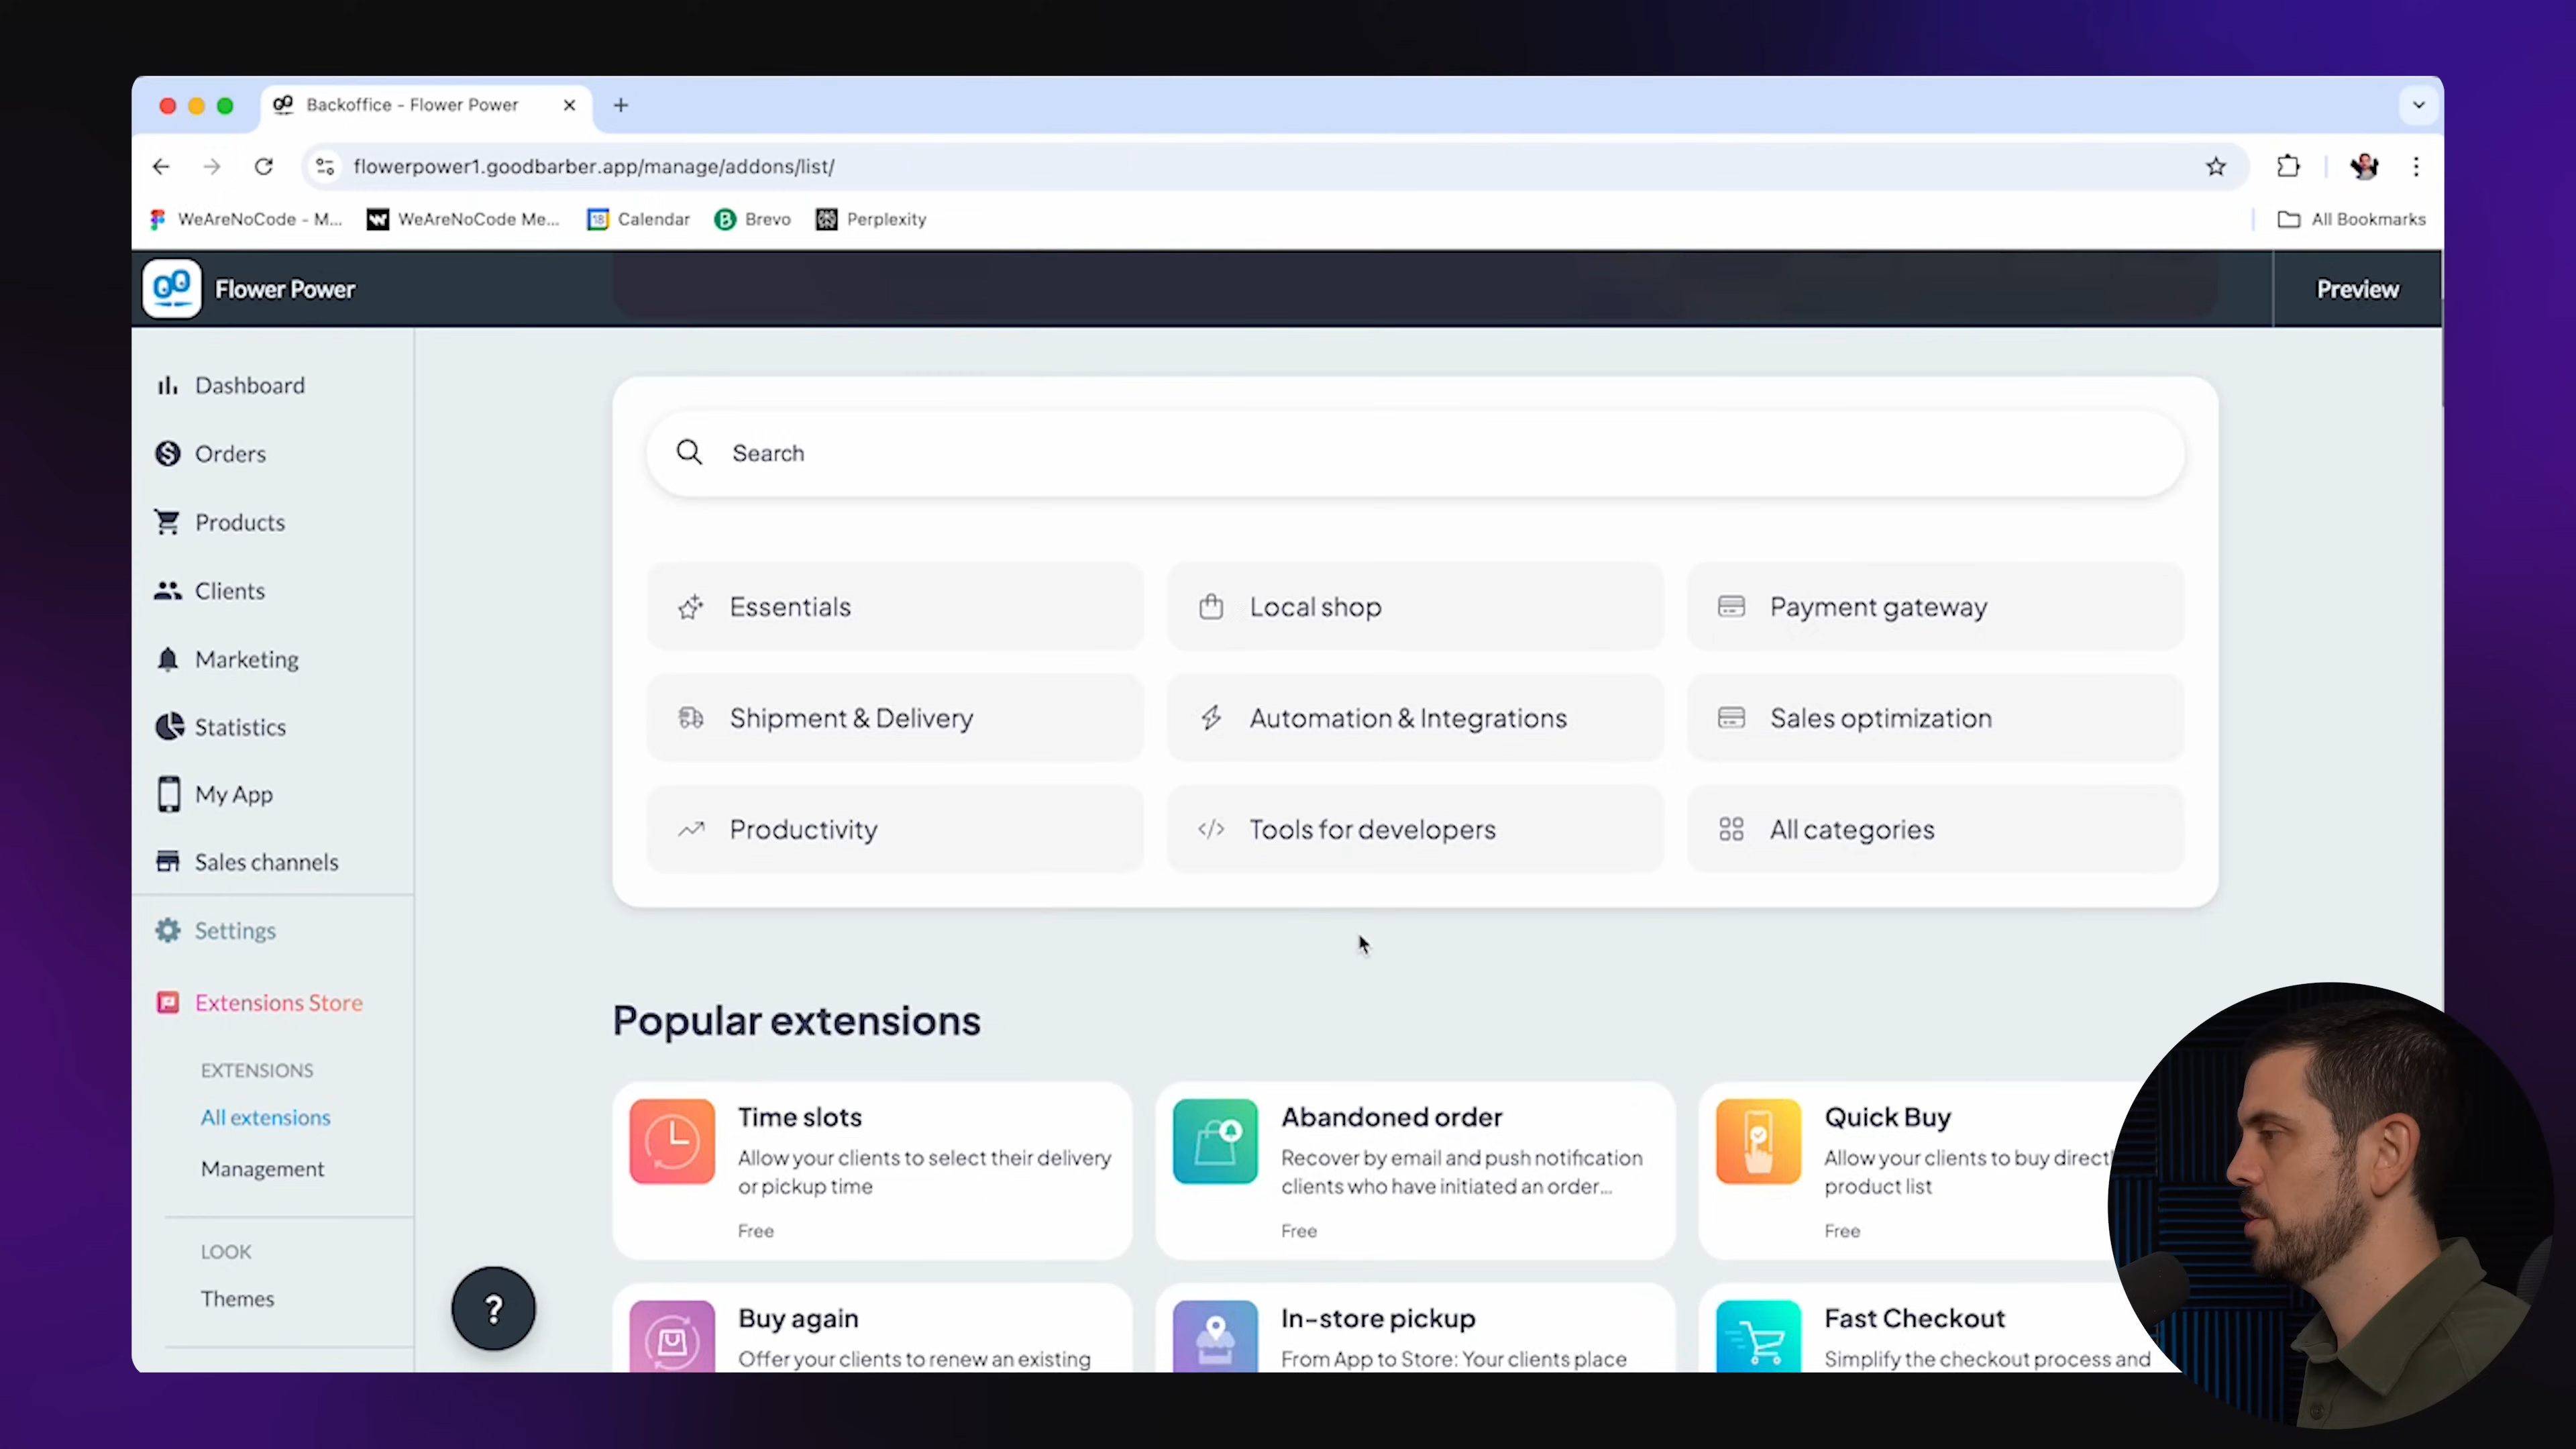 Backoffice - Flower Power
flowerpower1.goodbarber.app/manage/addons/list/
WeAreNoCode - M...
WeAreNoCode Me...
18
Calendar
B
Brevo
Perplexity
All Bookmarks
Flower Power
Preview
Dashboard
Orders
Products
Clients
Marketing
Statistics
My App
Sales channels
Settings
Extensions Store
EXTENSIONS
All extensions
Management
LOOK
Themes
Search
Essentials
Local shop
Payment gateway
Shipment & Delivery
Automation & Integrations
Sales optimization
Productivity
Tools for developers
All categories
Popular extensions
Time slots
Allow your clients to select their delivery
or pickup time
Free
Abandoned order
Recover by email and push notification
clients who have initiated an order...
Free
Quick Buy
Allow your clients to buy
product list
Free
Buy again
Offer your clients to renew an existing
In-store pickup
From App to Store: Your clients place
Fast Checkout
Simplify the checkout process and
?